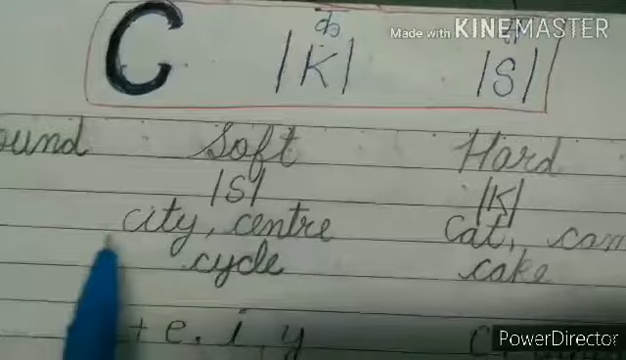 Made with KINEMASTER
क
C |K| |S|
ound Soft Hard
|S| |K|
city, centre cat, cam
cycle cake
+ e, i, y C
PowerDirector